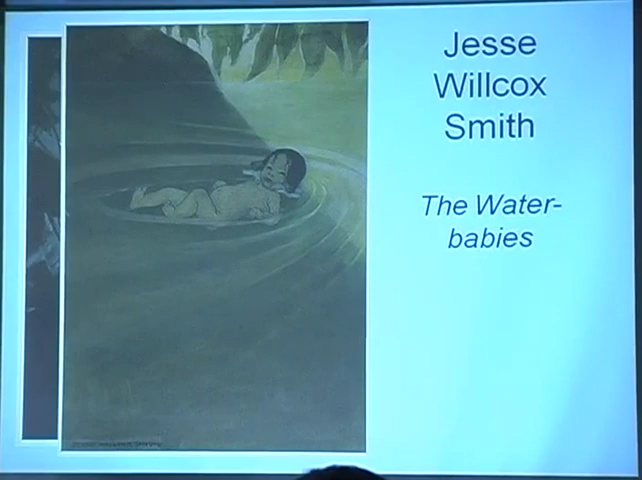 Jesse
Willcox
Smith
The Water-
babies